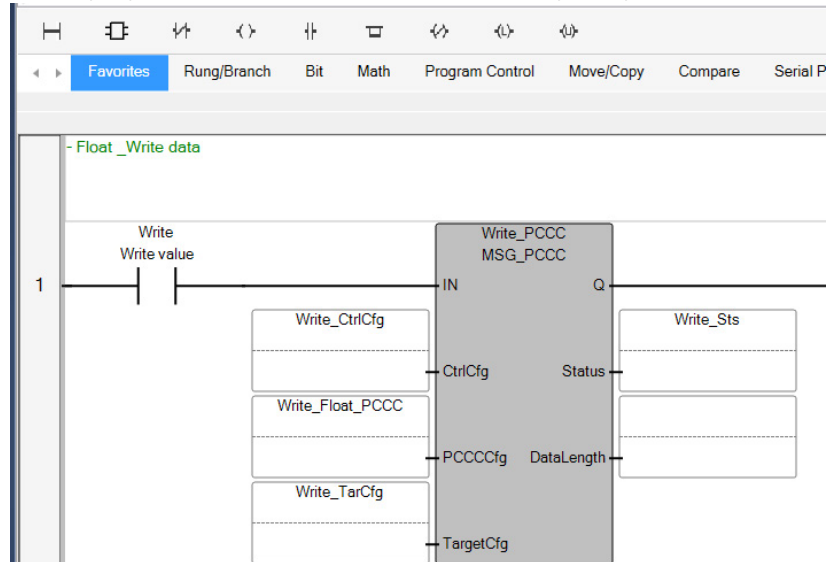 Favorites Rung/Branch Bit Math Program Control Move/Copy Compare Serial P
- Float _Write data
Write
Write value
Write_PCCC
MSG_PCCC
1
IN Q
Write_CtrlCfg
Write_Sts
CtrlCfg Status
Write_Float_PCCC
PCCCCfg DataLength
Write_TarCfg
TargetCfg